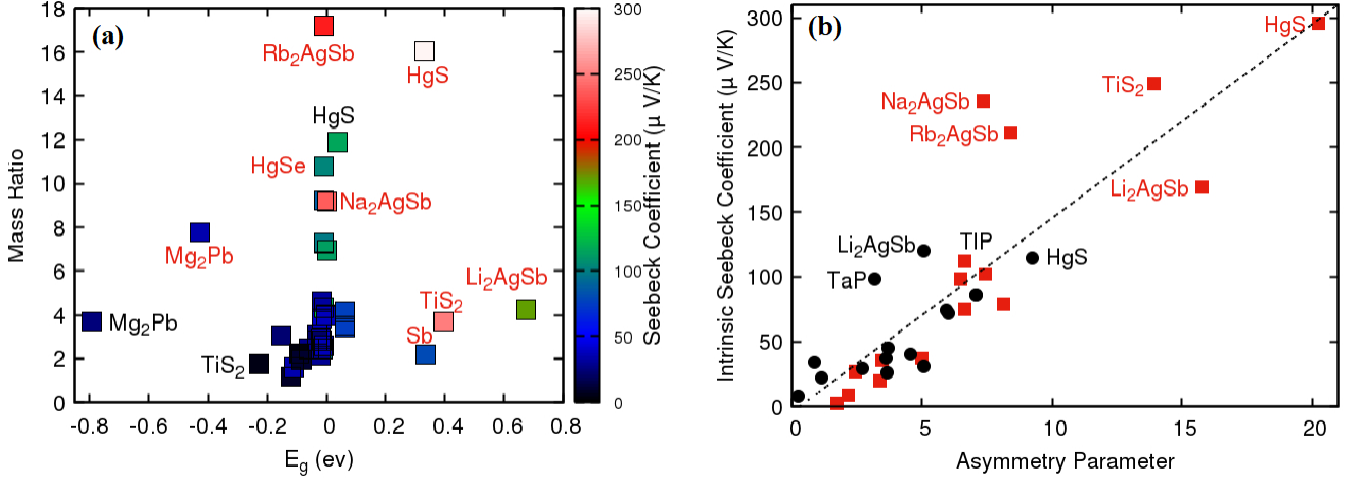 (a)
18
16
14
12
10
8
6
4
2
0
Mass Ratio
-0.8
-0.6
-0.4
-0.2
0
0.2
0.4
0.6
0.8
E_g (ev)
Rb₂AgSb
HgS
HgS
HgSe
Na₂AgSb
Mg₂Pb
Li₂AgSb
TiS₂
Mg₂Pb
Sb
TiS₂
300
250
200
150
100
50
0
Seebeck Coefficient (μ V/K)
(b)
300
250
200
150
100
50
0
Intrinsic Seebeck Coefficient (μ V/K)
0
5
10
15
20
Asymmetry Parameter
HgS
TiS₂
Na₂AgSb
Rb₂AgSb
Li₂AgSb
Li₂AgSb
TlP
HgS
TaP